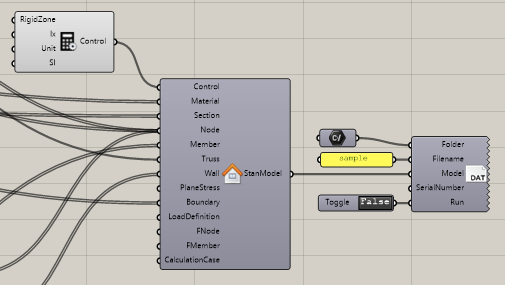 RigidZone
Ix
Unit
SI
Control
Control
Material
Section
Node
Member
Truss
Wall
PlaneStress
Boundary
LoadDefinition
FNode
FMember
CalculationCase
StanModel
C/
sample
Toggle False
Folder
Filename
Model
SerialNumber
Run
DAT